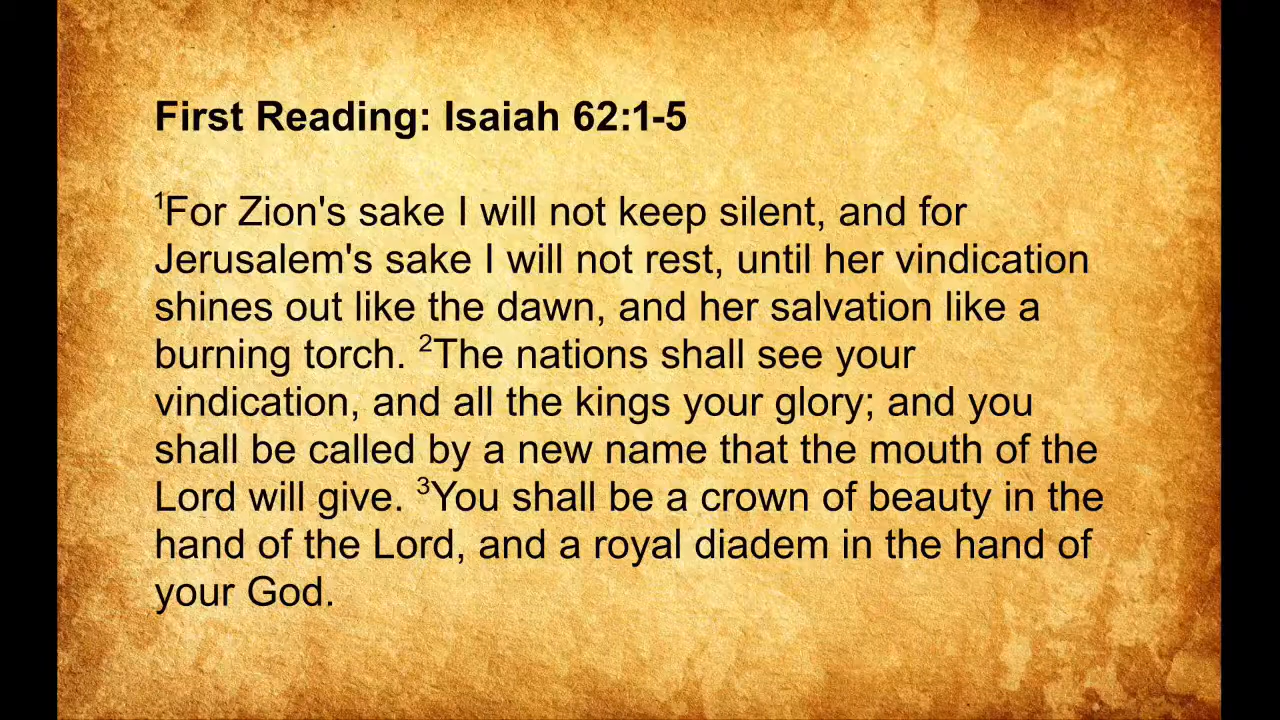 First Reading: Isaiah 62:1-5
¹For Zion's sake I will not keep silent, and for
Jerusalem's sake I will not rest, until her vindication
shines out like the dawn, and her salvation like a
burning torch. ²The nations shall see your
vindication, and all the kings your glory; and you
shall be called by a new name that the mouth of the
Lord will give. ³You shall be a crown of beauty in the
hand of the Lord, and a royal diadem in the hand of
your God.